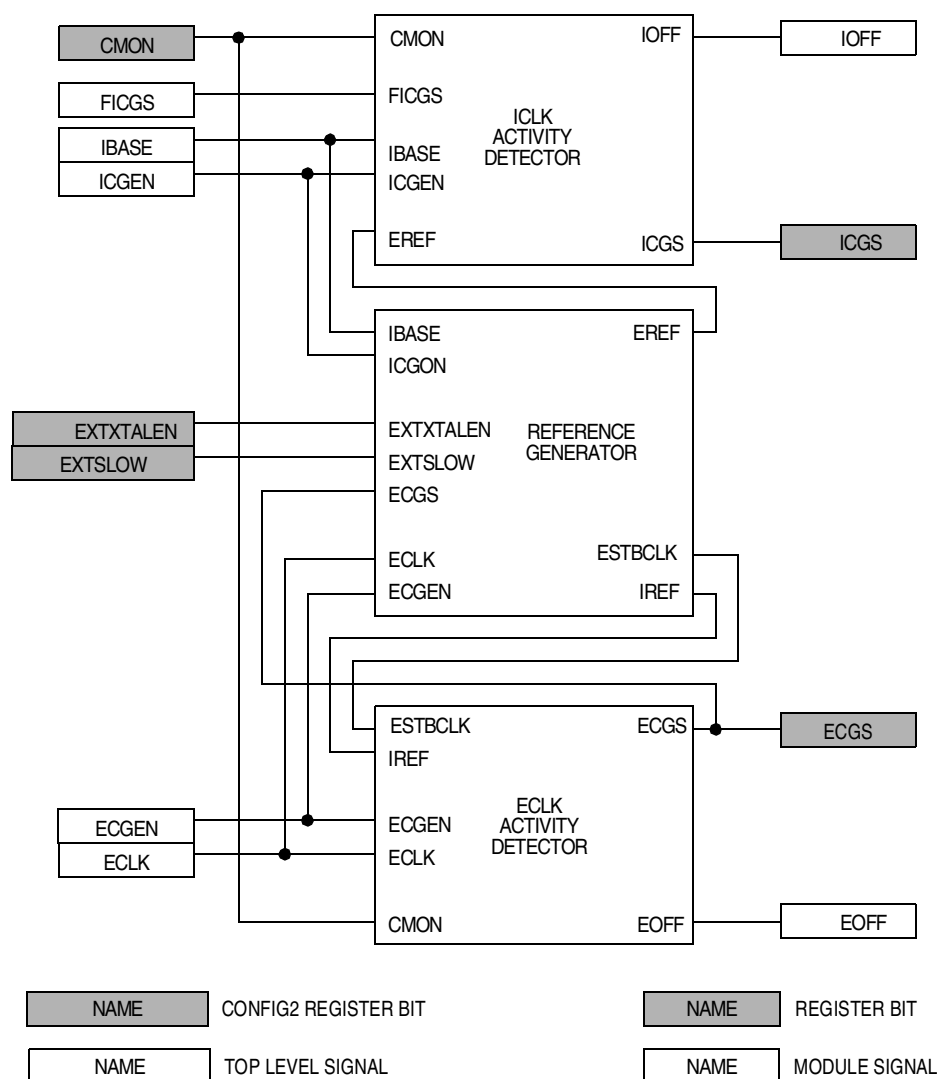 CMON
FICGS
IBASE
ICGEN
CMON
FICGS
IBASE
ICGEN
EREF
ICLK
ACTIVITY
DETECTOR
IOFF
ICGS
IOFF
ICGS
EXTXTALEN
EXTSLOW
IBASE
ICGON
EXTXTALEN
EXTSLOW
ECGS
ECLK
ECGEN
REFERENCE
GENERATOR
EREF
ESTBCLK
IREF
ECGEN
ECLK
ESTBCLK
IREF
ECGEN
ECLK
CMON
ECLK
ACTIVITY
DETECTOR
ECGS
EOFF
ECGS
EOFF
NAME CONFIG2 REGISTER BIT
NAME REGISTER BIT
NAME TOP LEVEL SIGNAL
NAME MODULE SIGNAL